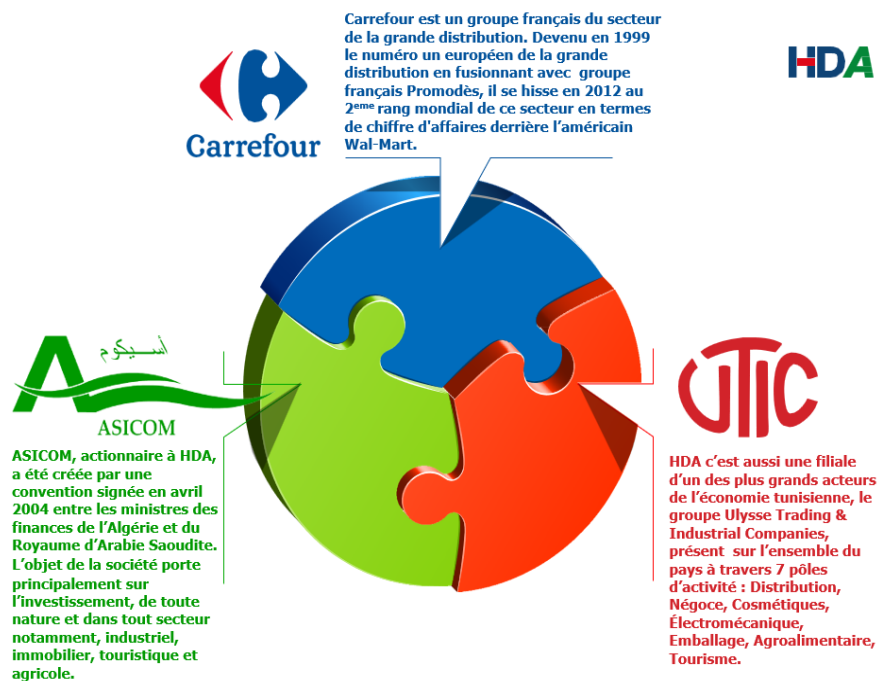 Carrefour est un groupe français du secteur
de la grande distribution. Devenu en 1999
le numéro un européen de la grande
distribution en fusionnant avec groupe
français Promodès, il se hisse en 2012 au
2eme rang mondial de ce secteur en termes
de chiffre d'affaires derrière l'américain
Wal-Mart.
HDA
Carrefour
أسيكوم
ASICOM
ASICOM, actionnaire à HDA,
a été créée par une
convention signée en avril
2004 entre les ministres des
finances de l'Algérie et du
Royaume d'Arabie Saoudite.
L'objet de la société porte
principalement sur
l'investissement, de toute
nature et dans tout secteur
notamment, industriel,
immobilier, touristique et
agricole.
UTIC
HDA c'est aussi une filiale
d'un des plus grands acteurs
de l'économie tunisienne, le
groupe Ulysse Trading &
Industrial Companies,
présent sur l'ensemble du
pays à travers 7 pôles
d'activité : Distribution,
Négoce, Cosmétiques,
Électromécanique,
Emballage, Agroalimentaire,
Tourisme.